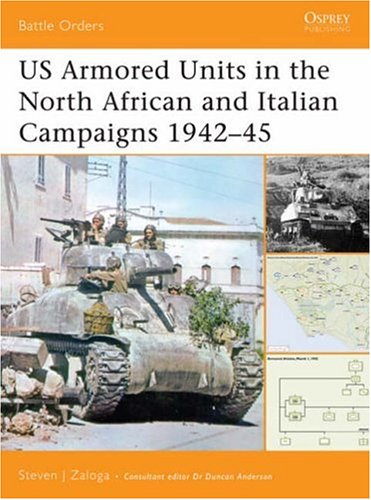 Battle Orders
OSPREY
PUBLISHING
US Armored Units in the
North African and Italian
Campaigns 1942–45
Steven J Zaloga • Consultant editor Dr Duncan Anderson